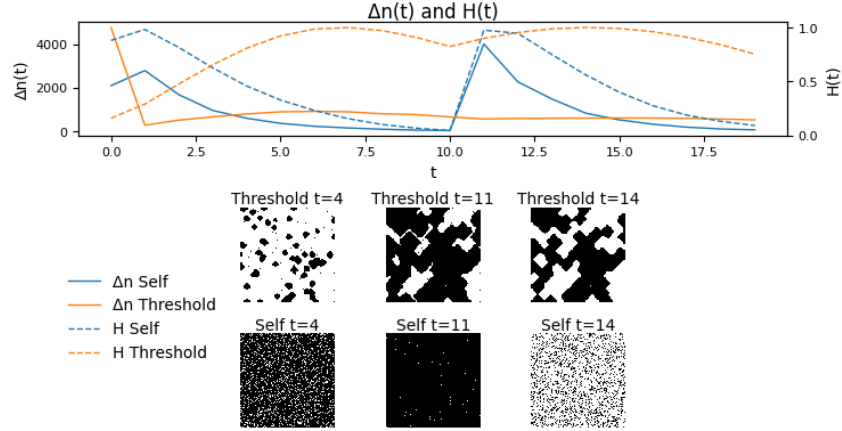 Δn(t) and H(t)
4000
2000
0
Δn(t)
1.0
0.5
0.0
H(t)
0.0 2.5 5.0 7.5 10.0 12.5 15.0 17.5
t
Threshold t=4 Threshold t=11 Threshold t=14
Δn Self
Δn Threshold
H Self
H Threshold
Self t=4 Self t=11 Self t=14